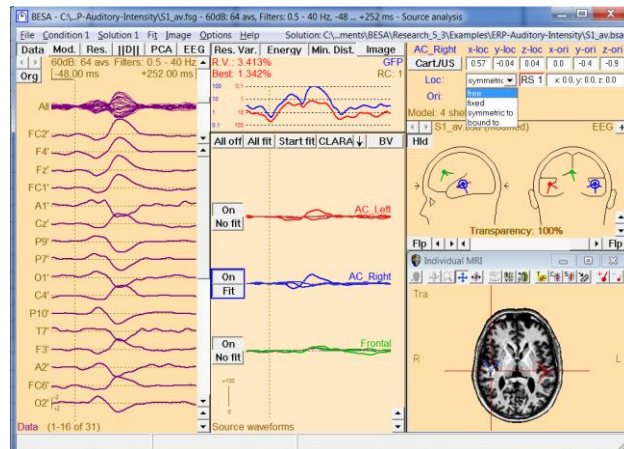 BESA - C:\...P-Auditory-Intensity\S1_av.fsg - 60dB: 64 avs, Filters: 0.5 - 40 Hz, -48 ... +252 ms - Source analysis
File Condition 1 Solution 1 Fit Image Options Help
Solution: C:\...ments\BESA\Research_5_3\Examples\ERP-Auditory-Intensity\S1_av.bsa
Data Mod. Res. ||D|| PCA EEG
Res. Var. Energy Min. Dist. Image
AC_Right x-loc y-loc z-loc x-ori y-ori z-ori
Cart/US 0.57 -0.04 0.04 0.0 -0.4 -0.9
Org
60dB: 64 avs Filters: 0.5 - 40 Hz
-48.00 ms +252.00 ms
R.V.: 3.413% GFP
Best: 1.342% RC: 1
Loc: symmetric RS 1 x: 0.0, y: 0.0, z: 0.0
Ori:
free
fixed
symmetric to
bound to
Model: 4 shel
S1_av.bsa (modified) EEG
Hld
All off All fit Start fit CLARA BV
All
FC2'
F4'
F7'
FC1'
A1'
Cz'
P9'
P7'
O1'
C4'
P10'
T7'
F3'
A2'
FC6'
O2'
On
No fit
AC_Left
On
Fit
AC_Right
On
No fit
Frontal
+100
Transparency: 100%
Flp Flp
Individual MRI
Tra
R L
Data (1-16 of 31)
Source waveforms